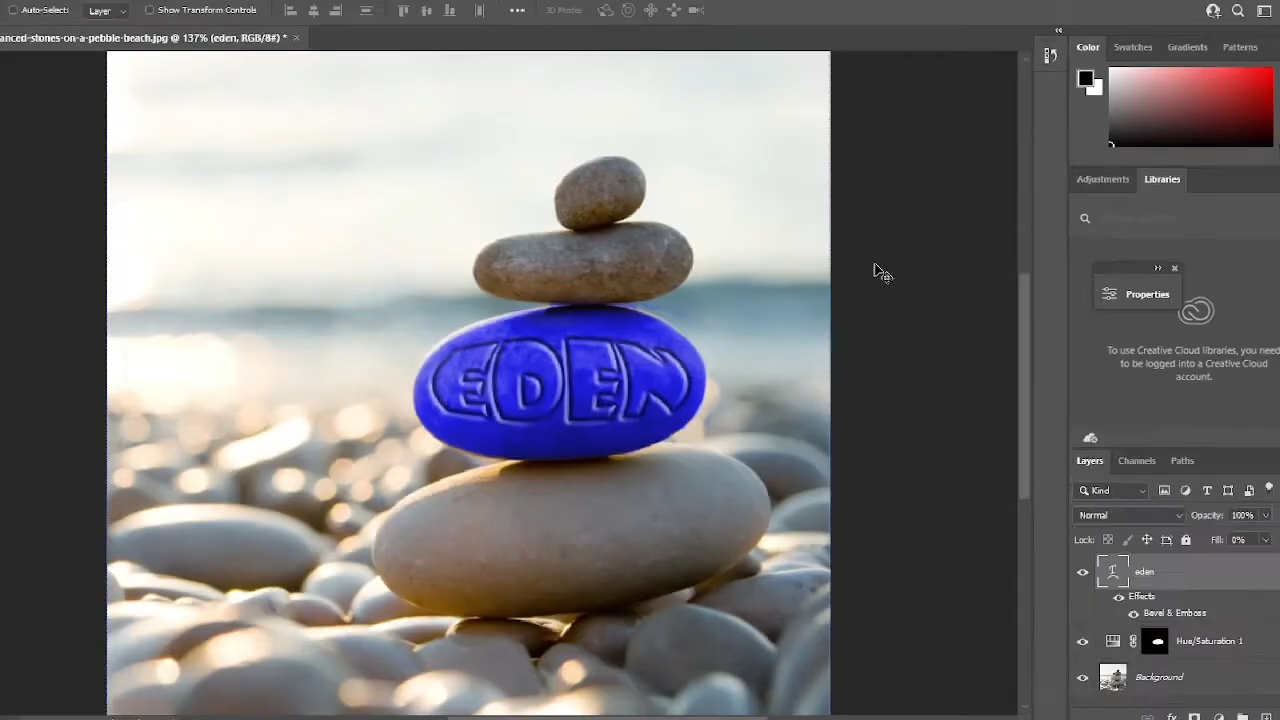 Auto-Select: Layer Show Transform Controls 3D Mode:
anced-stones-on-a-pebble-beach.jpg @ 137% (eden, RGB/8#) *
Color Swatches Gradients Patterns
Adjustments Libraries
Properties
EDEN
To use Creative Cloud libraries, you need
to be logged into a Creative Cloud
account.
Layers Channels Paths
Kind
Normal Opacity: 100%
Lock: Fill: 0%
eden
Effects
Bevel & Emboss
Hue/Saturation 1
Background